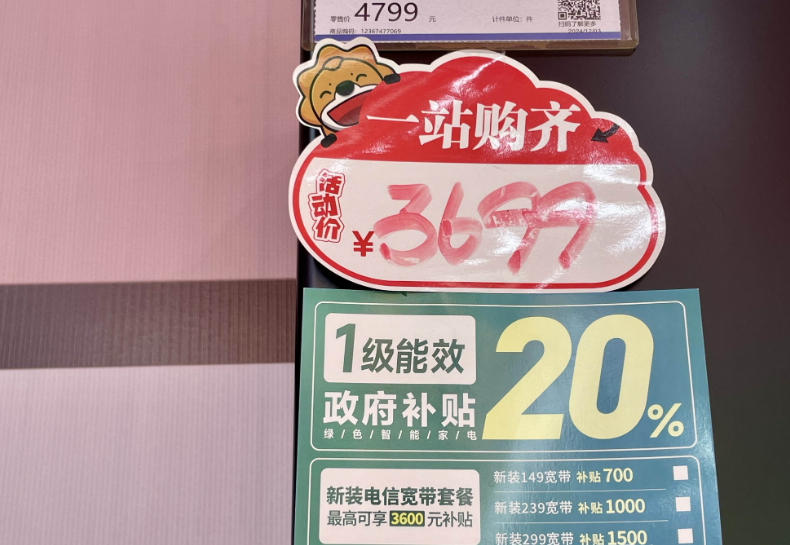 零售价 4799 元 计件单位: 件 扫码了解更多
商品购码: 12367477069 2024/12/03
一站购齐
活动价 ¥3699
1级能效
政府补贴 20%
绿/色/智/能/家/电
新装电信宽带套餐
最高可享3600元补贴
新装149宽带 补贴700
新装239宽带 补贴1000
新装299宽带 补贴1500